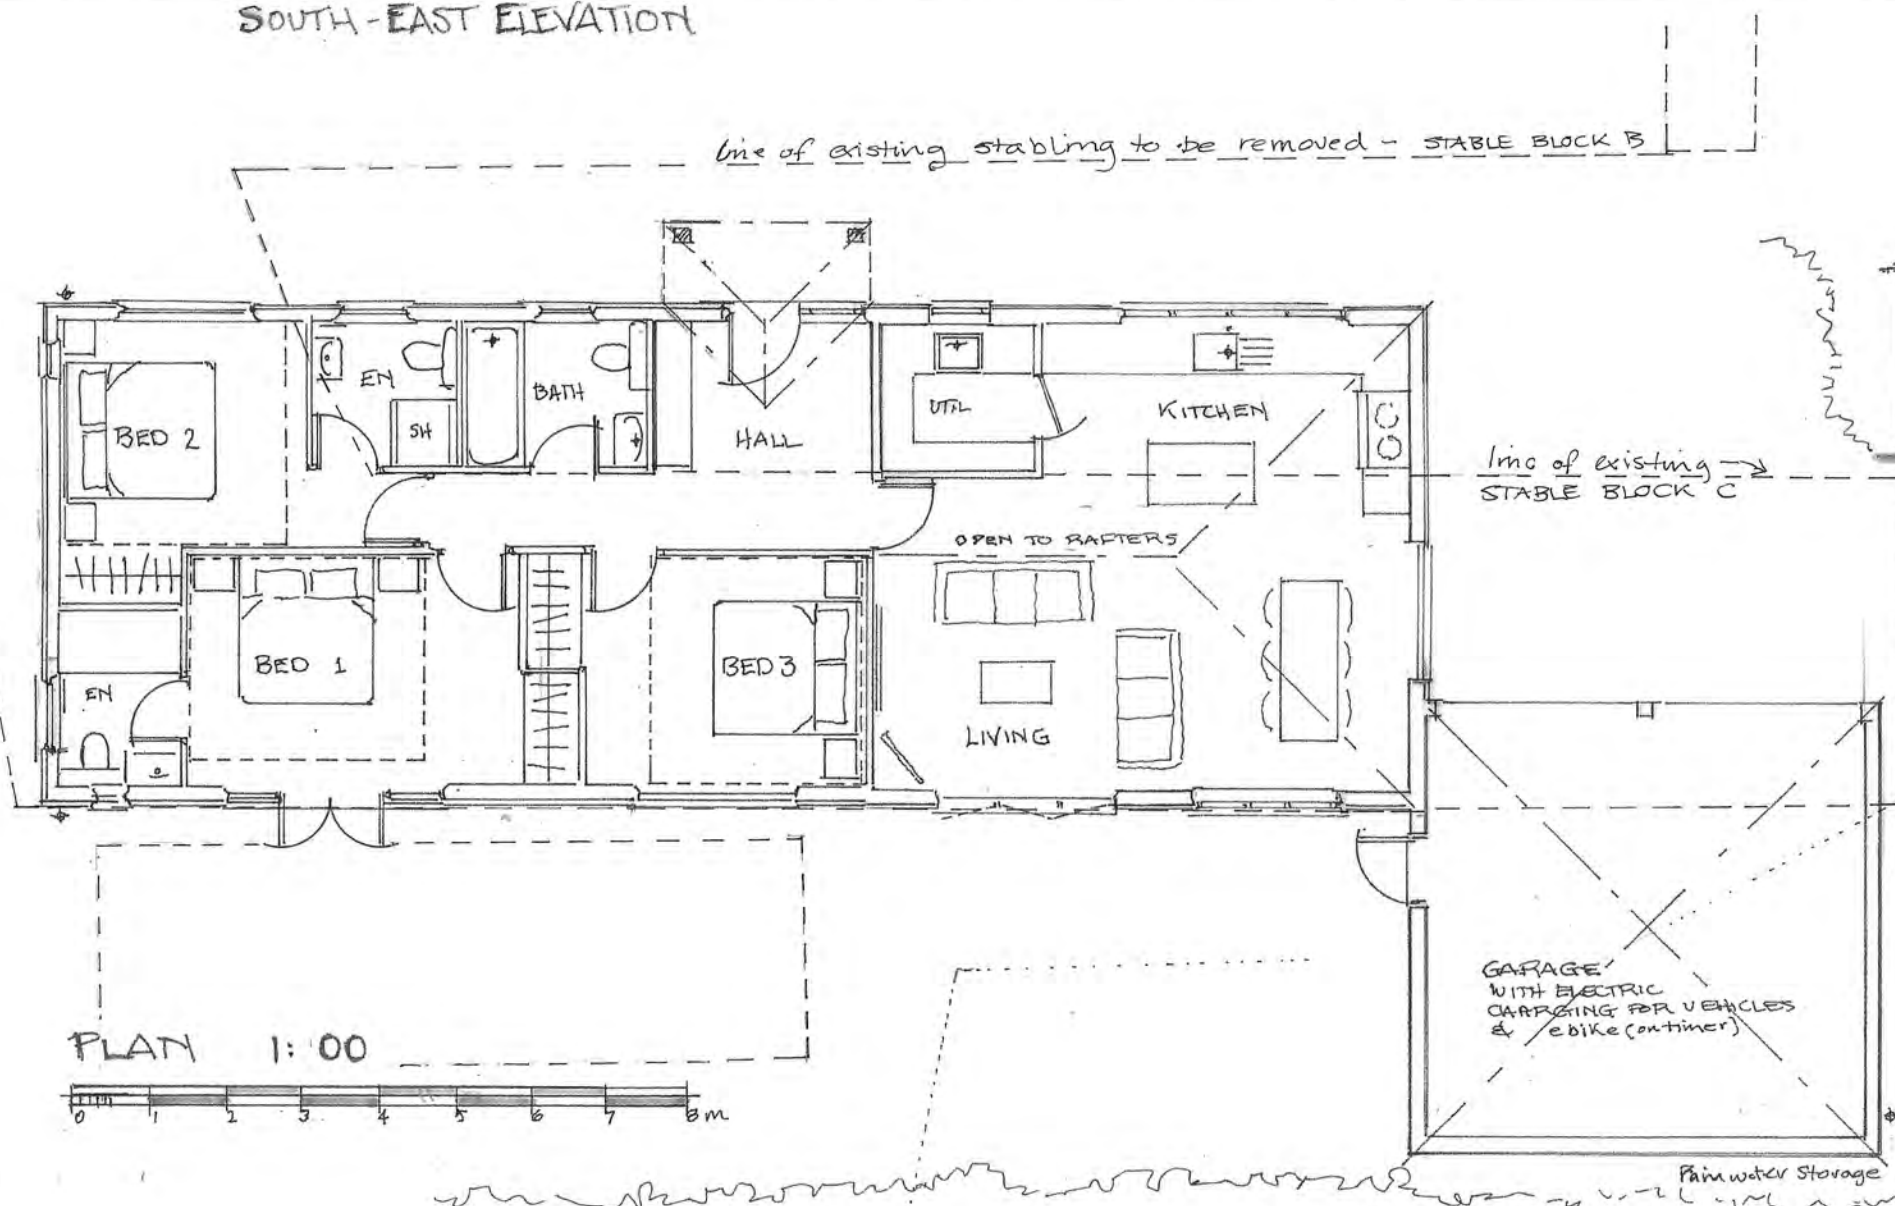 SOUTH-EAST ELEVATION
line of existing stabling to be removed - STABLE BLOCK B
EN
BATH
SH
BED 2
HALL
UTIL
KITCHEN
line of existing →
STABLE BLOCK C
OPEN TO RAFTERS
BED 1
BED 3
EN
LIVING
GARAGE
WITH ELECTRIC
CHARGING FOR VEHICLES
& ebike (on timer)
PLAN 1:00
0 1 2 3 4 5 6 7 8m
Rainwater Storage